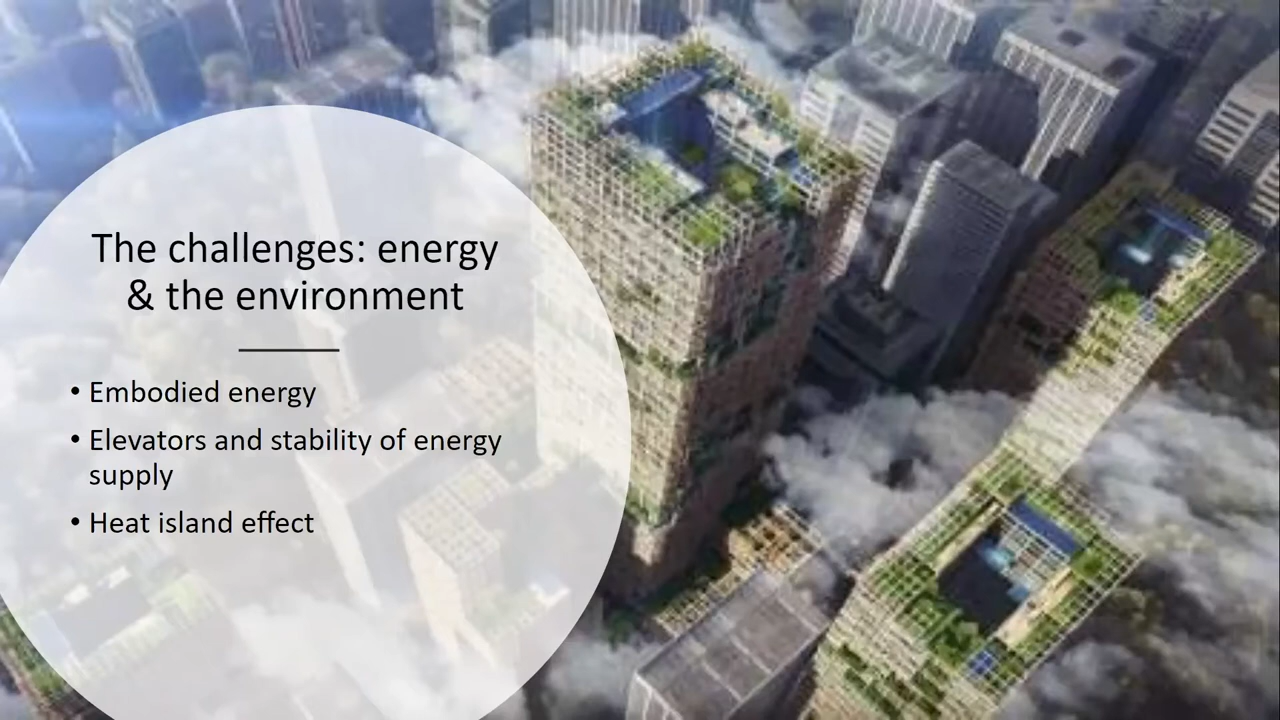 The challenges: energy
& the environment
• Embodied energy
• Elevators and stability of energy
supply
• Heat island effect